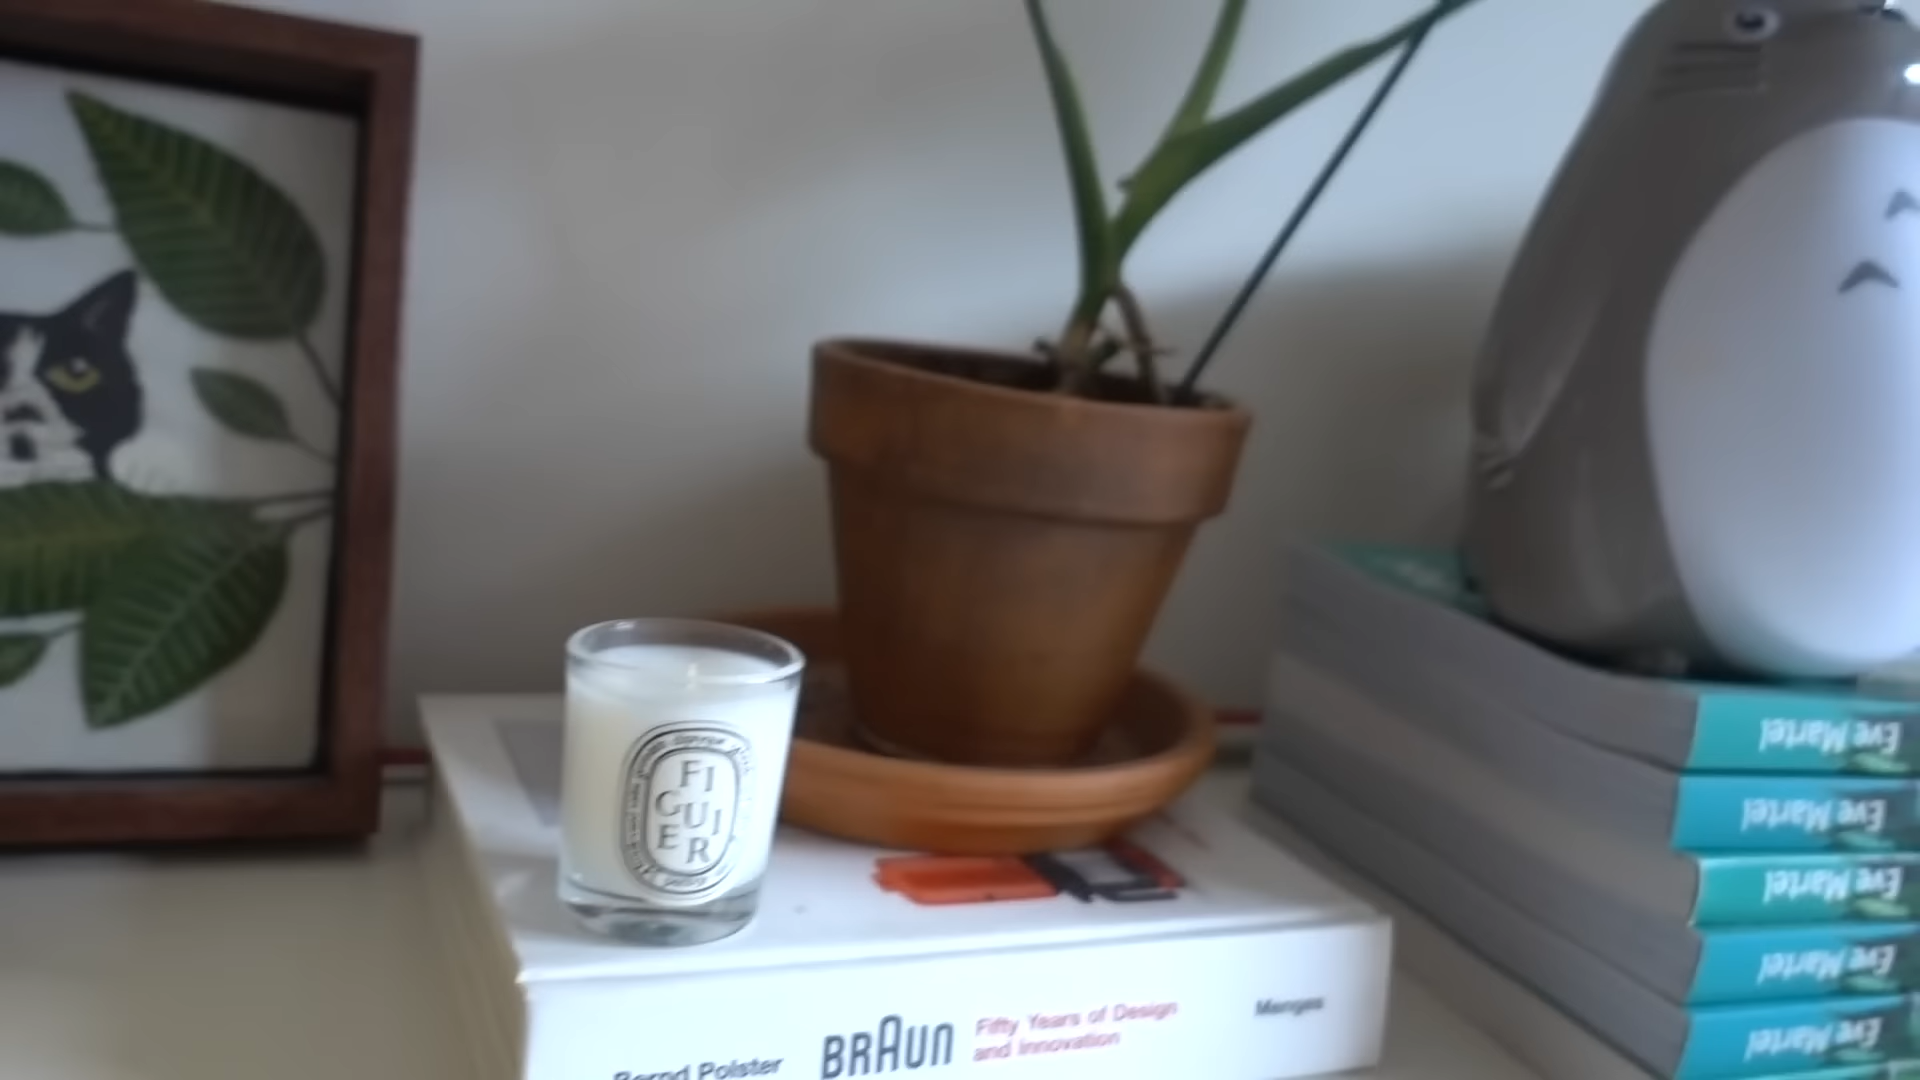 FI
GUI
ER
Bernd Polster
BRAUN
Fifty Years of Design
and Innovation
Menges
Eve Martel
Eve Martel
Eve Martel
Eve Martel
Eve Martel